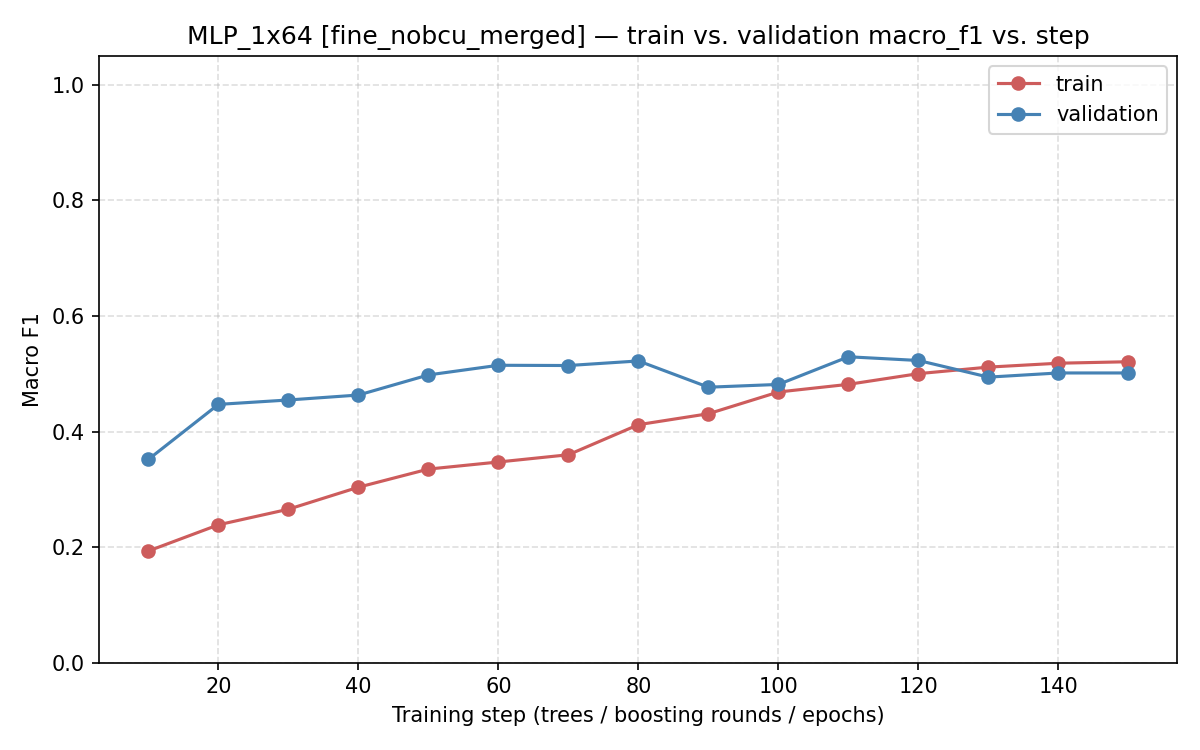 MLP_1x64 [fine_nobcu_merged] — train vs. validation macro_f1 vs. step
train
validation
1.0
0.8
0.6
0.4
0.2
0.0
Macro F1
20
40
60
80
100
120
140
Training step (trees / boosting rounds / epochs)